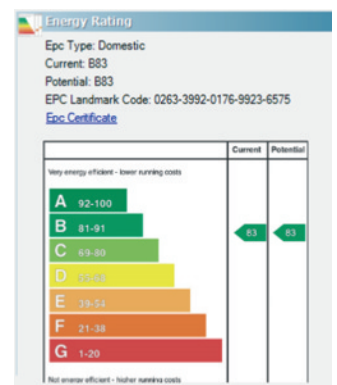 Energy Rating
Epc Type: Domestic
Current: B83
Potential: B83
EPC Landmark Code: 0263-3992-0176-9923-6575
Epc Certificate
Current Potential
Very energy efficient - lower running costs
A 92-100
B 81-91 83 83
C 69-80
D 55-68
E 39-54
F 21-38
G 1-20
Not energy efficient - higher running costs